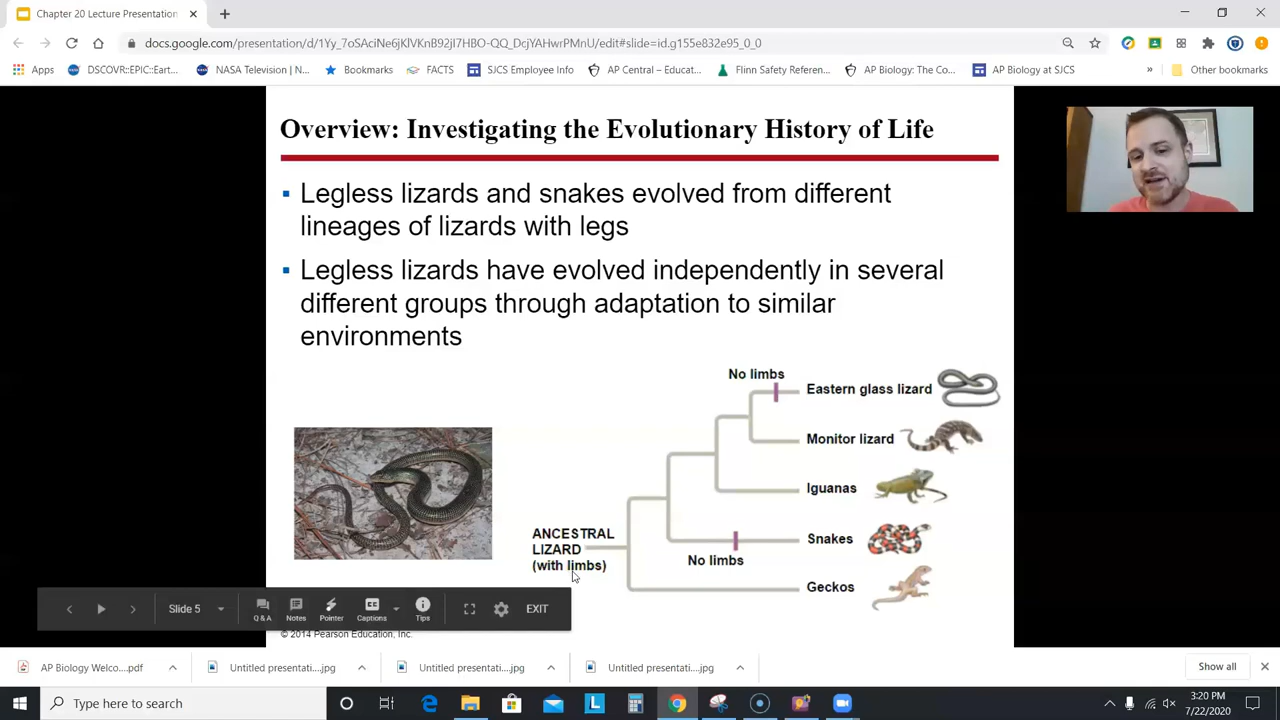 Chapter 20 Lecture Presentation
docs.google.com/presentation/d/1Yy_7oSAciNe6jKlVKnB92iI7HBO-QQ_DcjYAHwrPMnU/edit#slide=id.g155e832e95_0_0
Apps
DSCOVR::EPIC::Eart...
NASA Television | N...
Bookmarks
FACTS
SJCS Employee Info
AP Central – Educat...
Flinn Safety Referen...
AP Biology: The Co...
AP Biology at SJCS
»
Other bookmarks
Overview: Investigating the Evolutionary History of Life
Legless lizards and snakes evolved from different
lineages of lizards with legs
Legless lizards have evolved independently in several
different groups through adaptation to similar
environments
No limbs
Eastern glass lizard
Monitor lizard
Iguanas
ANCESTRAL
LIZARD
(with limbs)
Snakes
No limbs
Geckos
Slide 5
Q & A
Notes
Pointer
Captions
Tips
EXIT
© 2014 Pearson Education, Inc.
AP Biology Welco....pdf
Untitled presentati....jpg
Untitled presentati....jpg
Untitled presentati....jpg
Show all
Type here to search
L
3:20 PM
7/22/2020